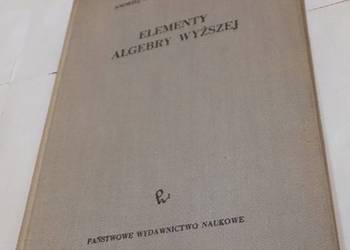 ELEMENTY
ALGEBRY WYŻSZEJ
PAŃSTWOWE WYDAWNICTWO NAUKOWE